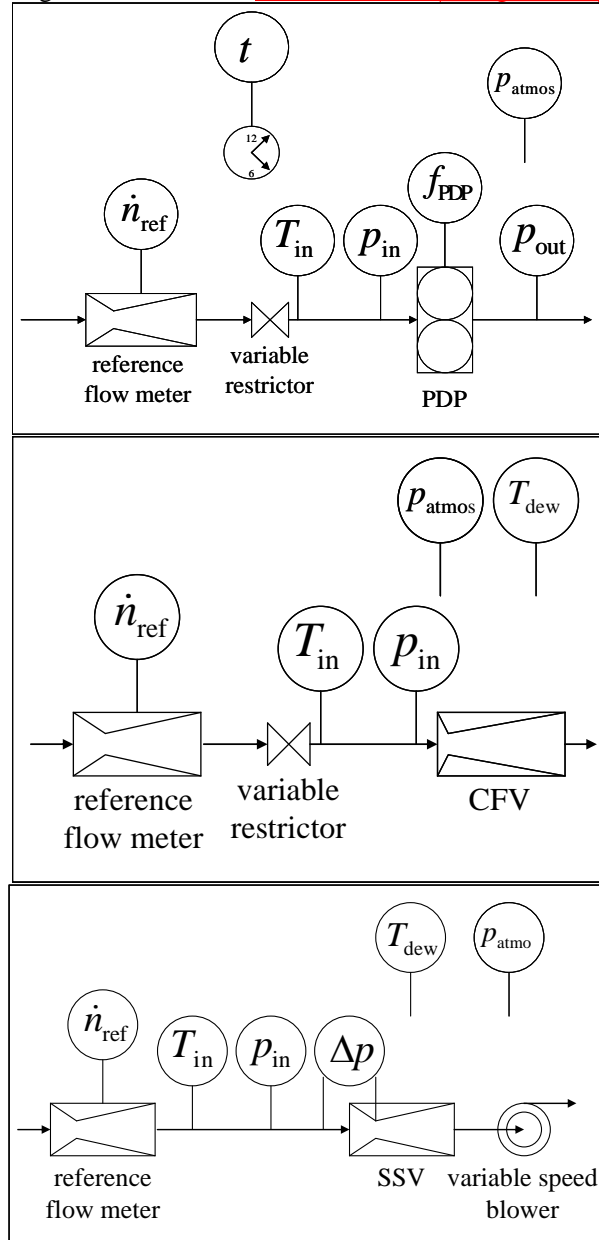 t
p_atmos
12
6
ṅ_ref
f_PDP
T_in
p_in
p_out
reference
flow meter
variable
restrictor
PDP
p_atmos
T_dew
ṅ_ref
T_in
p_in
reference
flow meter
variable
restrictor
CFV
T_dew
p_atmo
ṅ_ref
T_in
p_in
Δp
reference
flow meter
SSV
variable speed
blower